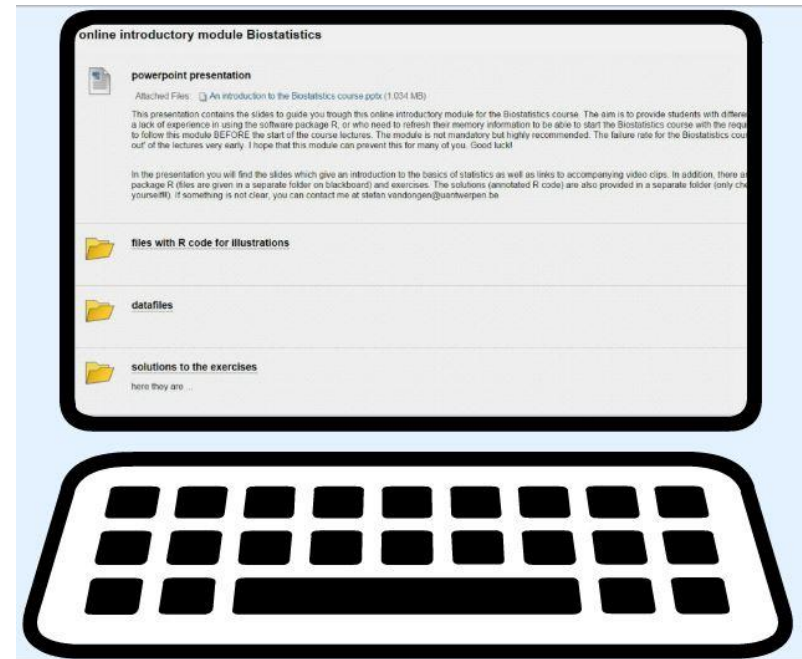 online introductory module Biostatistics
powerpoint presentation
Attached Files: An introduction to the Biostatistics course.pptx (1.034 MB)
This presentation contains the slides to guide you trough this online introductory module for the Biostatistics course. The aim is to provide students with differe
a lack of experience in using the software package R, or who need to refresh their memory information to be able to start the Biostatistics course with the requ
to follow this module BEFORE the start of the course lectures. The module is not mandatory but highly recommended. The failure rate for the Biostatistics cour
out' of the lectures very early. I hope that this module can prevent this for many of you. Good luck!
In the presentation you will find the slides which give an introduction to the basics of statistics as well as links to accompanying video clips. In addition, there a
package R (files are given in a separate folder on blackboard) and exercises. The solutions (annotated R code) are also provided in a separate folder (only che
yourself!!). If something is not clear, you can contact me at stefan.vandongen@uantwerpen.be
files with R code for illustrations
datafiles
solutions to the exercises
here they are ...